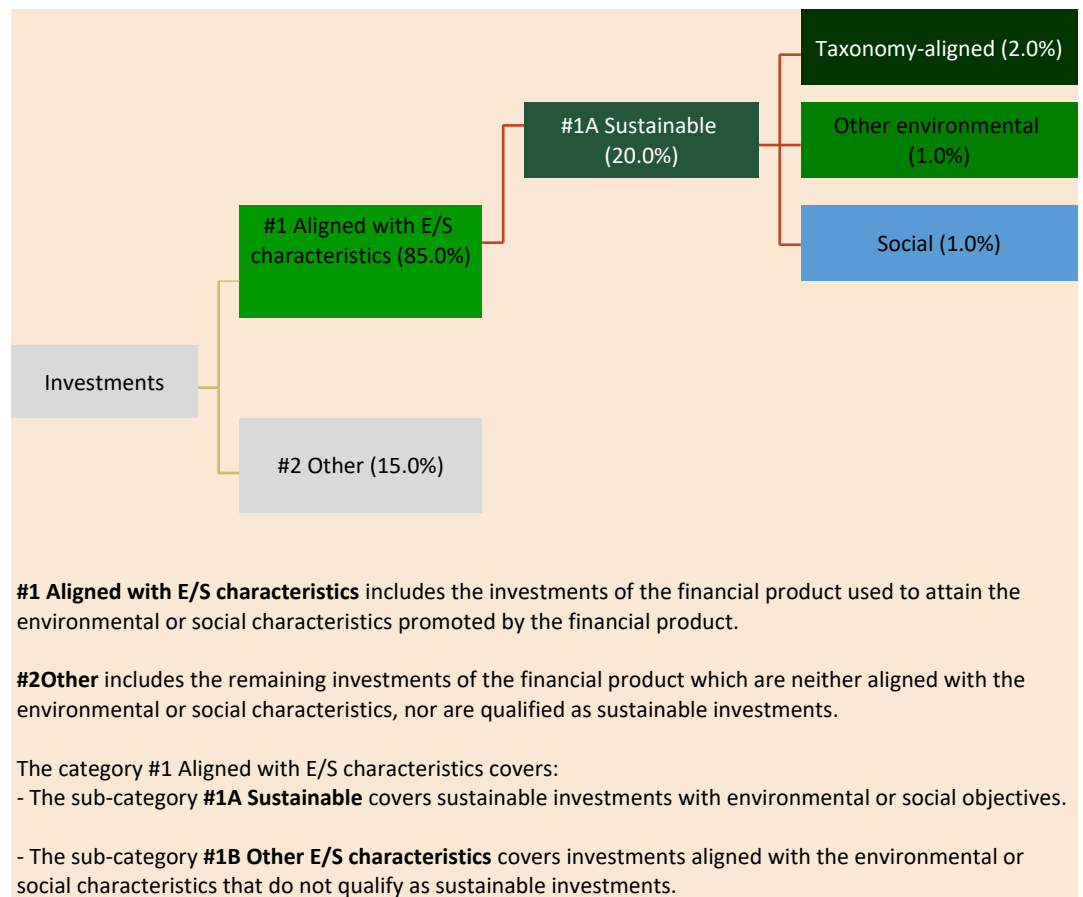 Taxonomy-aligned (2.0%)
#1A Sustainable
(20.0%)
Other environmental
(1.0%)
#1 Aligned with E/S
characteristics (85.0%)
Social (1.0%)
Investments
#2 Other (15.0%)
#1 Aligned with E/S characteristics includes the investments of the financial product used to attain the
environmental or social characteristics promoted by the financial product.
#2Other includes the remaining investments of the financial product which are neither aligned with the
environmental or social characteristics, nor are qualified as sustainable investments.
The category #1 Aligned with E/S characteristics covers:
- The sub-category #1A Sustainable covers sustainable investments with environmental or social objectives.
- The sub-category #1B Other E/S characteristics covers investments aligned with the environmental or
social characteristics that do not qualify as sustainable investments.